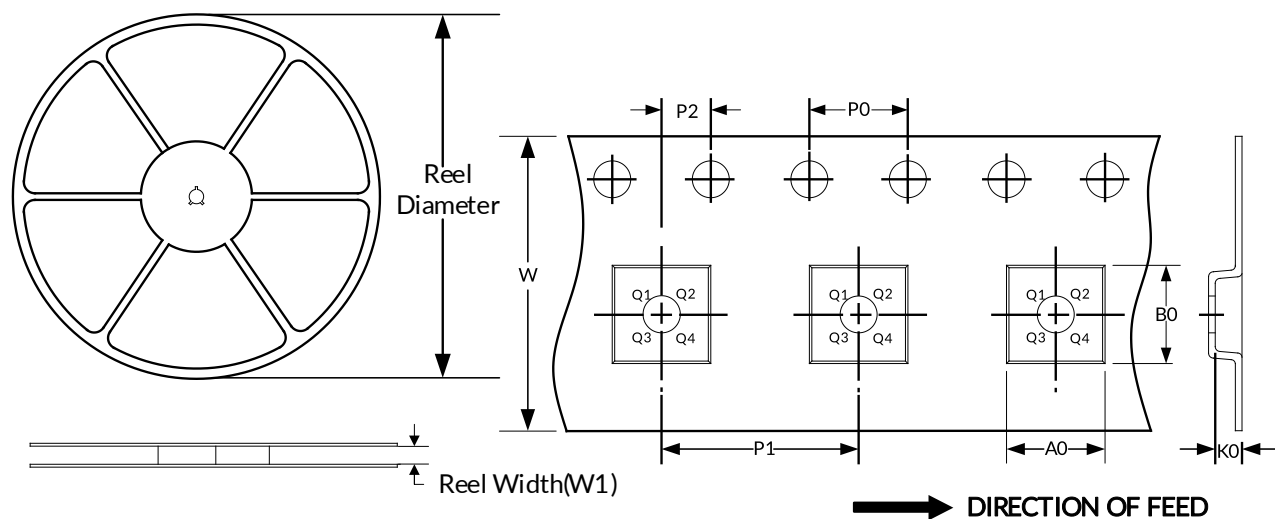 P2
P0
Reel
Diameter
W
Q1 Q2
Q3 Q4
Q1 Q2
Q3 Q4
Q1 Q2
Q3 Q4
B0
P1
A0
K0
Reel Width(W1)
DIRECTION OF FEED